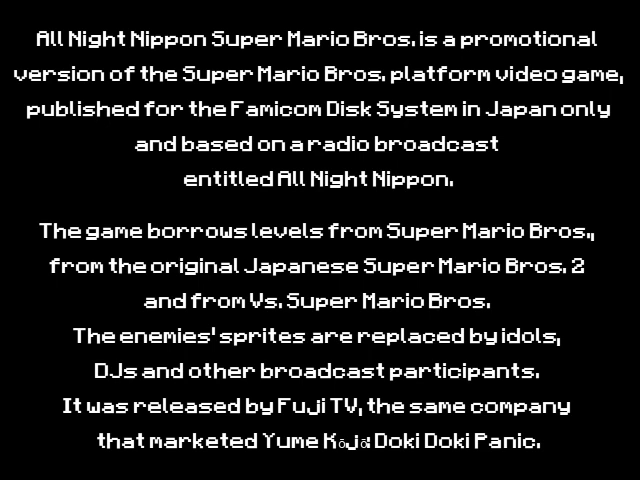 All Night Nippon Super Mario Bros. is a promotional
version of the Super Mario Bros. platform video game,
published for the Famicom Disk System in Japan only
and based on a radio broadcast
entitled All Night Nippon.
The game borrows levels from Super Mario Bros.,
from the original Japanese Super Mario Bros. 2
and from Vs. Super Mario Bros.
The enemies' sprites are replaced by idols,
DJs and other broadcast participants.
It was released by Fuji TV, the same company
that marketed Yume Kōjō: Doki Doki Panic.